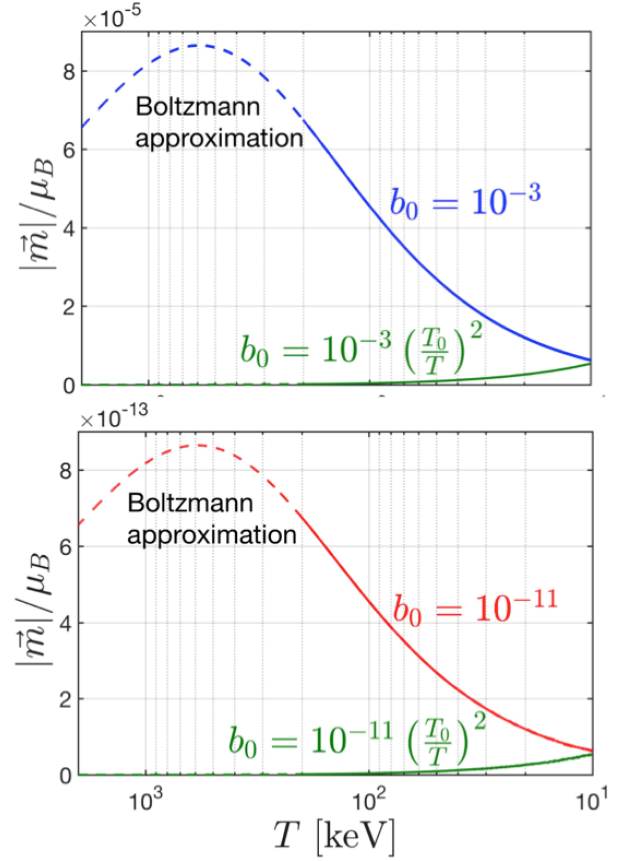 ×10⁻⁵
8
Boltzmann
approximation
6
b₀ = 10⁻³
|m⃗|/μ_B
4
2
b₀ = 10⁻³ (T₀/T)²
0
×10⁻¹³
8
Boltzmann
approximation
6
b₀ = 10⁻¹¹
|m⃗|/μ_B
4
2
b₀ = 10⁻¹¹ (T₀/T)²
0
10³ 10² 10¹
T [keV]